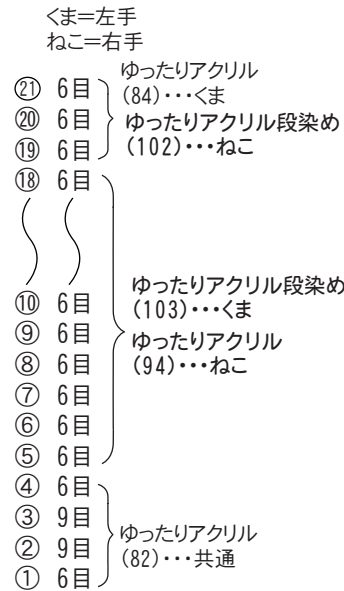 くま＝左手
ねこ＝右手
㉑ 6目
⑳ 6目
⑲ 6目
ゆったりアクリル
(84)・・・くま
ゆったりアクリル段染め
(102)・・・ねこ
⑱ 6目
⑩ 6目
⑨ 6目
⑧ 6目
⑦ 6目
⑥ 6目
⑤ 6目
ゆったりアクリル段染め
(103)・・・くま
ゆったりアクリル
(94)・・・ねこ
④ 6目
③ 9目
② 9目
① 6目
ゆったりアクリル
(82)・・・共通